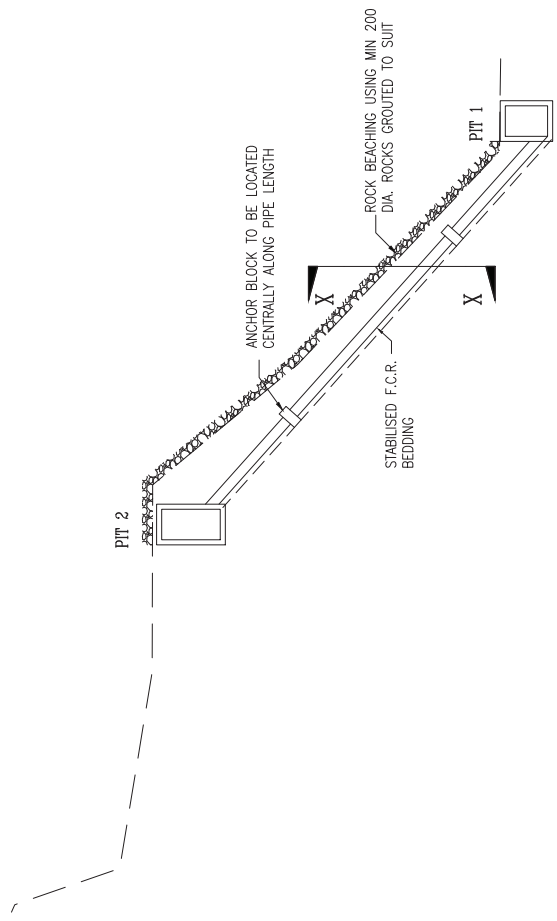 PIT 2
ANCHOR BLOCK TO BE LOCATED
CENTRALLY ALONG PIPE LENGTH
ROCK BEACHING USING MIN 200
DIA. ROCKS GROUTED TO SUIT
PIT 1
X
X
STABILISED F.C.R.
BEDDING